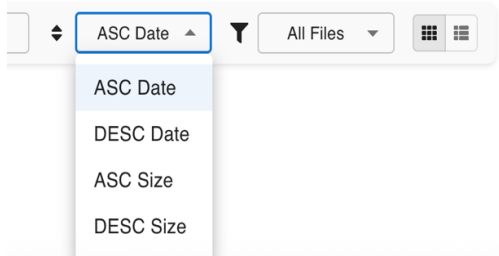 ASC Date All Files
ASC Date
DESC Date
ASC Size
DESC Size